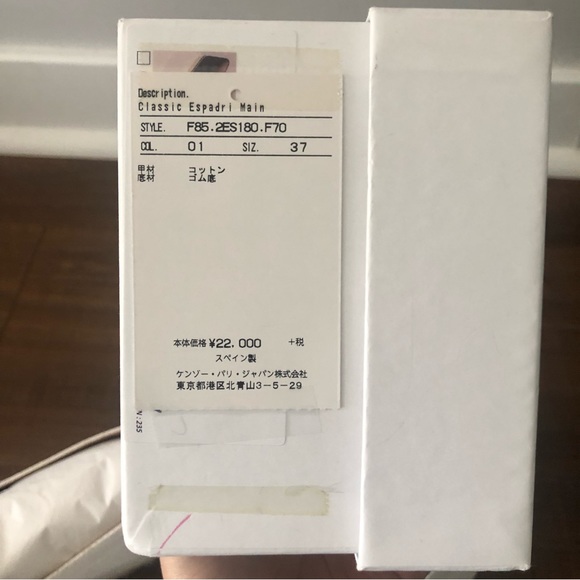 Description.
Classic Espadri Main
STYLE. F85.2ES180.F70
COL. 01 SIZ. 37
甲材 コットン
底材 ゴム底
本体価格 ¥22,000 +税
スペイン製
ケンゾー・パリ・ジャパン株式会社
東京都港区北青山3-5-29